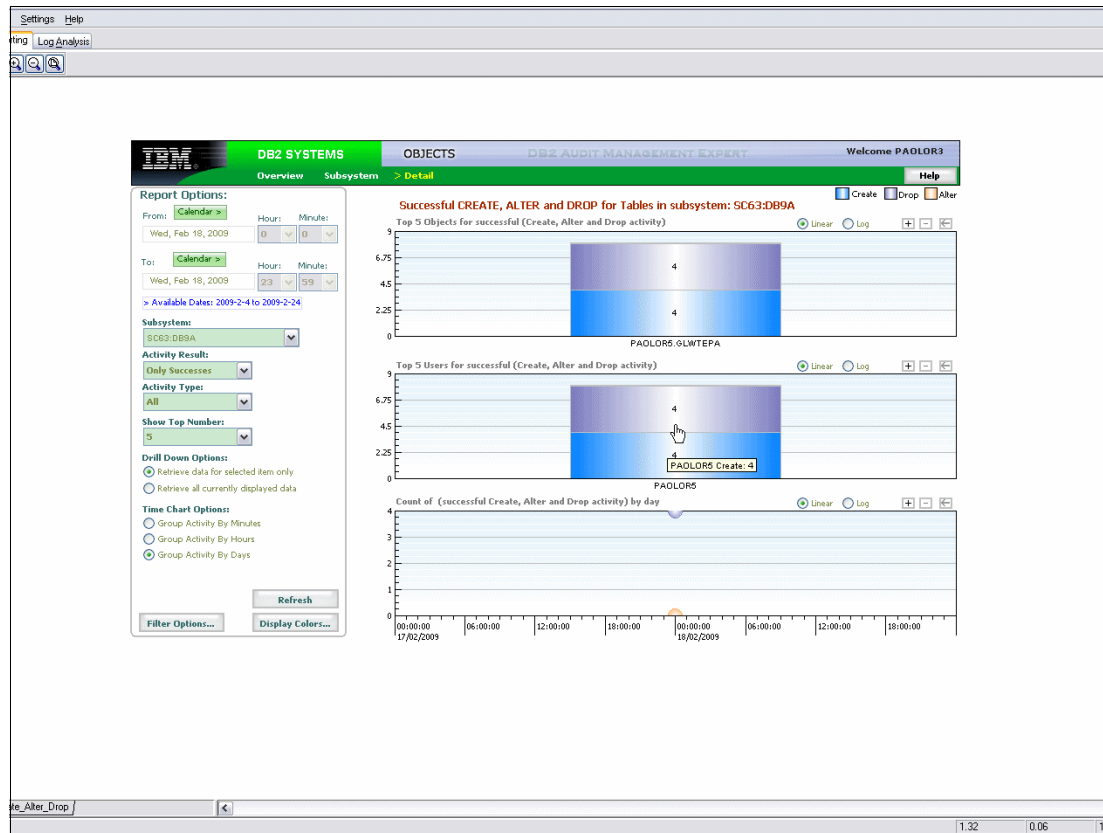 Settings Help
Log Analysis
IBM.
DB2 SYSTEMS
OBJECTS
DB2 AUDIT MANAGEMENT EXPERT
Welcome PAOLOR3
Overview Subsystem > Detail
Help
Create Drop Alter
Report Options:
From: Calendar >
Hour: Minute:
Wed, Feb 18, 2009
0 0
To: Calendar >
Hour: Minute:
Wed, Feb 18, 2009
23 59
> Available Dates: 2009-2-4 to 2009-2-24
Subsystem:
SC63:DB9A
Activity Result:
Only Successes
Activity Type:
All
Show Top Number:
5
Drill Down Options:
Retrieve data for selected item only
Retrieve all currently displayed data
Time Chart Options:
Group Activity By Minutes
Group Activity By Hours
Group Activity By Days
Refresh
Filter Options...
Display Colors...
Successful CREATE, ALTER and DROP for Tables in subsystem: SC63:DB9A
Top 5 Objects for successful (Create, Alter and Drop activity)
Linear Log
9
6.75
4.5
2.25
0
4
4
PAOLOR5.GLWTEPA
Top 5 Users for successful (Create, Alter and Drop activity)
Linear Log
9
6.75
4.5
2.25
0
4
4
PAOLOR5 Create: 4
PAOLOR5
Count of (successful Create, Alter and Drop activity) by day
Linear Log
4
3
2
1
0
00:00:00 06:00:00 12:00:00 18:00:00 00:00:00 06:00:00 12:00:00 18:00:00
17/02/2009 18/02/2009
_Alter_Drop
1.32 0.06